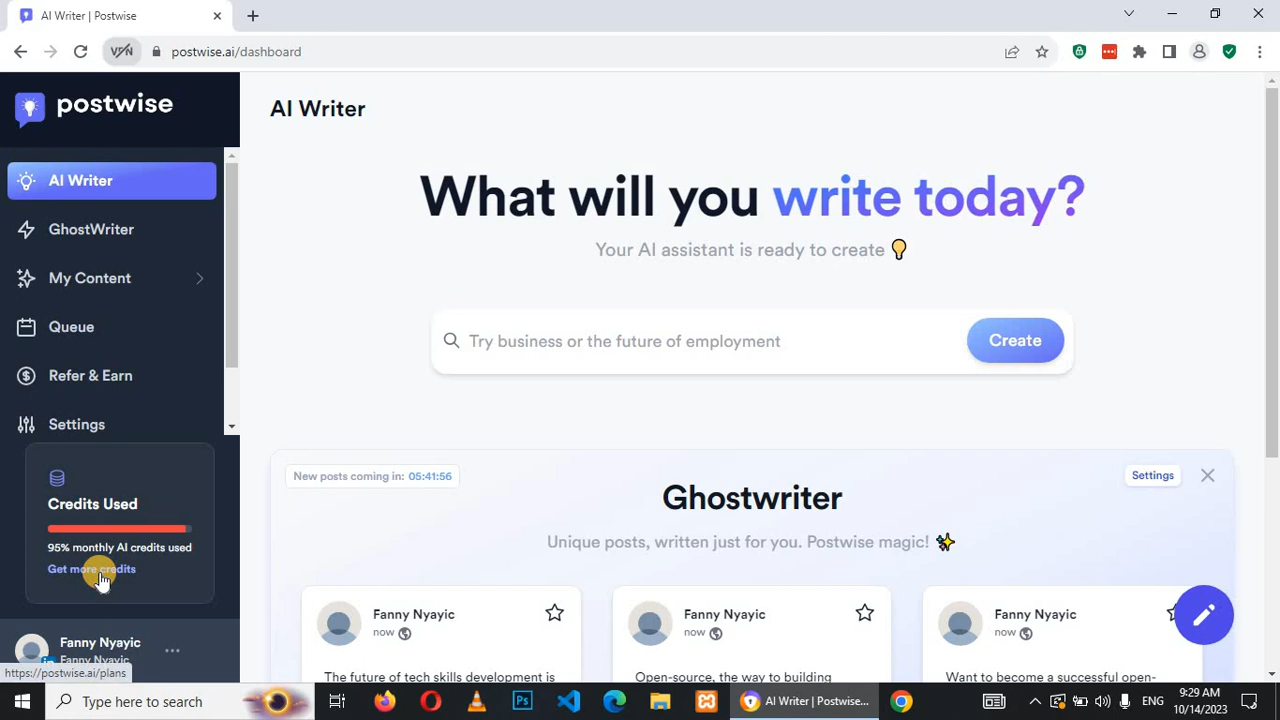 AI Writer | Postwise
VPN
postwise.ai/dashboard
postwise
AI Writer
GhostWriter
My Content
Queue
Refer & Earn
Settings
Credits Used
95% monthly AI credits used
Get more credits
Fanny Nyayic
Fanny Nyayic
https://postwise.ai/plans
AI Writer
What will you write today?
Your AI assistant is ready to create
Try business or the future of employment
Create
New posts coming in: 05:41:56
Settings
Ghostwriter
Unique posts, written just for you. Postwise magic!
Fanny Nyayic
now
The future of tech skills development is
Fanny Nyayic
now
Open-source, the way to building
Fanny Nyayic
now
Want to become a successful open-
Type here to search
Ps
AI Writer | Postwise...
ENG
9:29 AM
10/14/2023